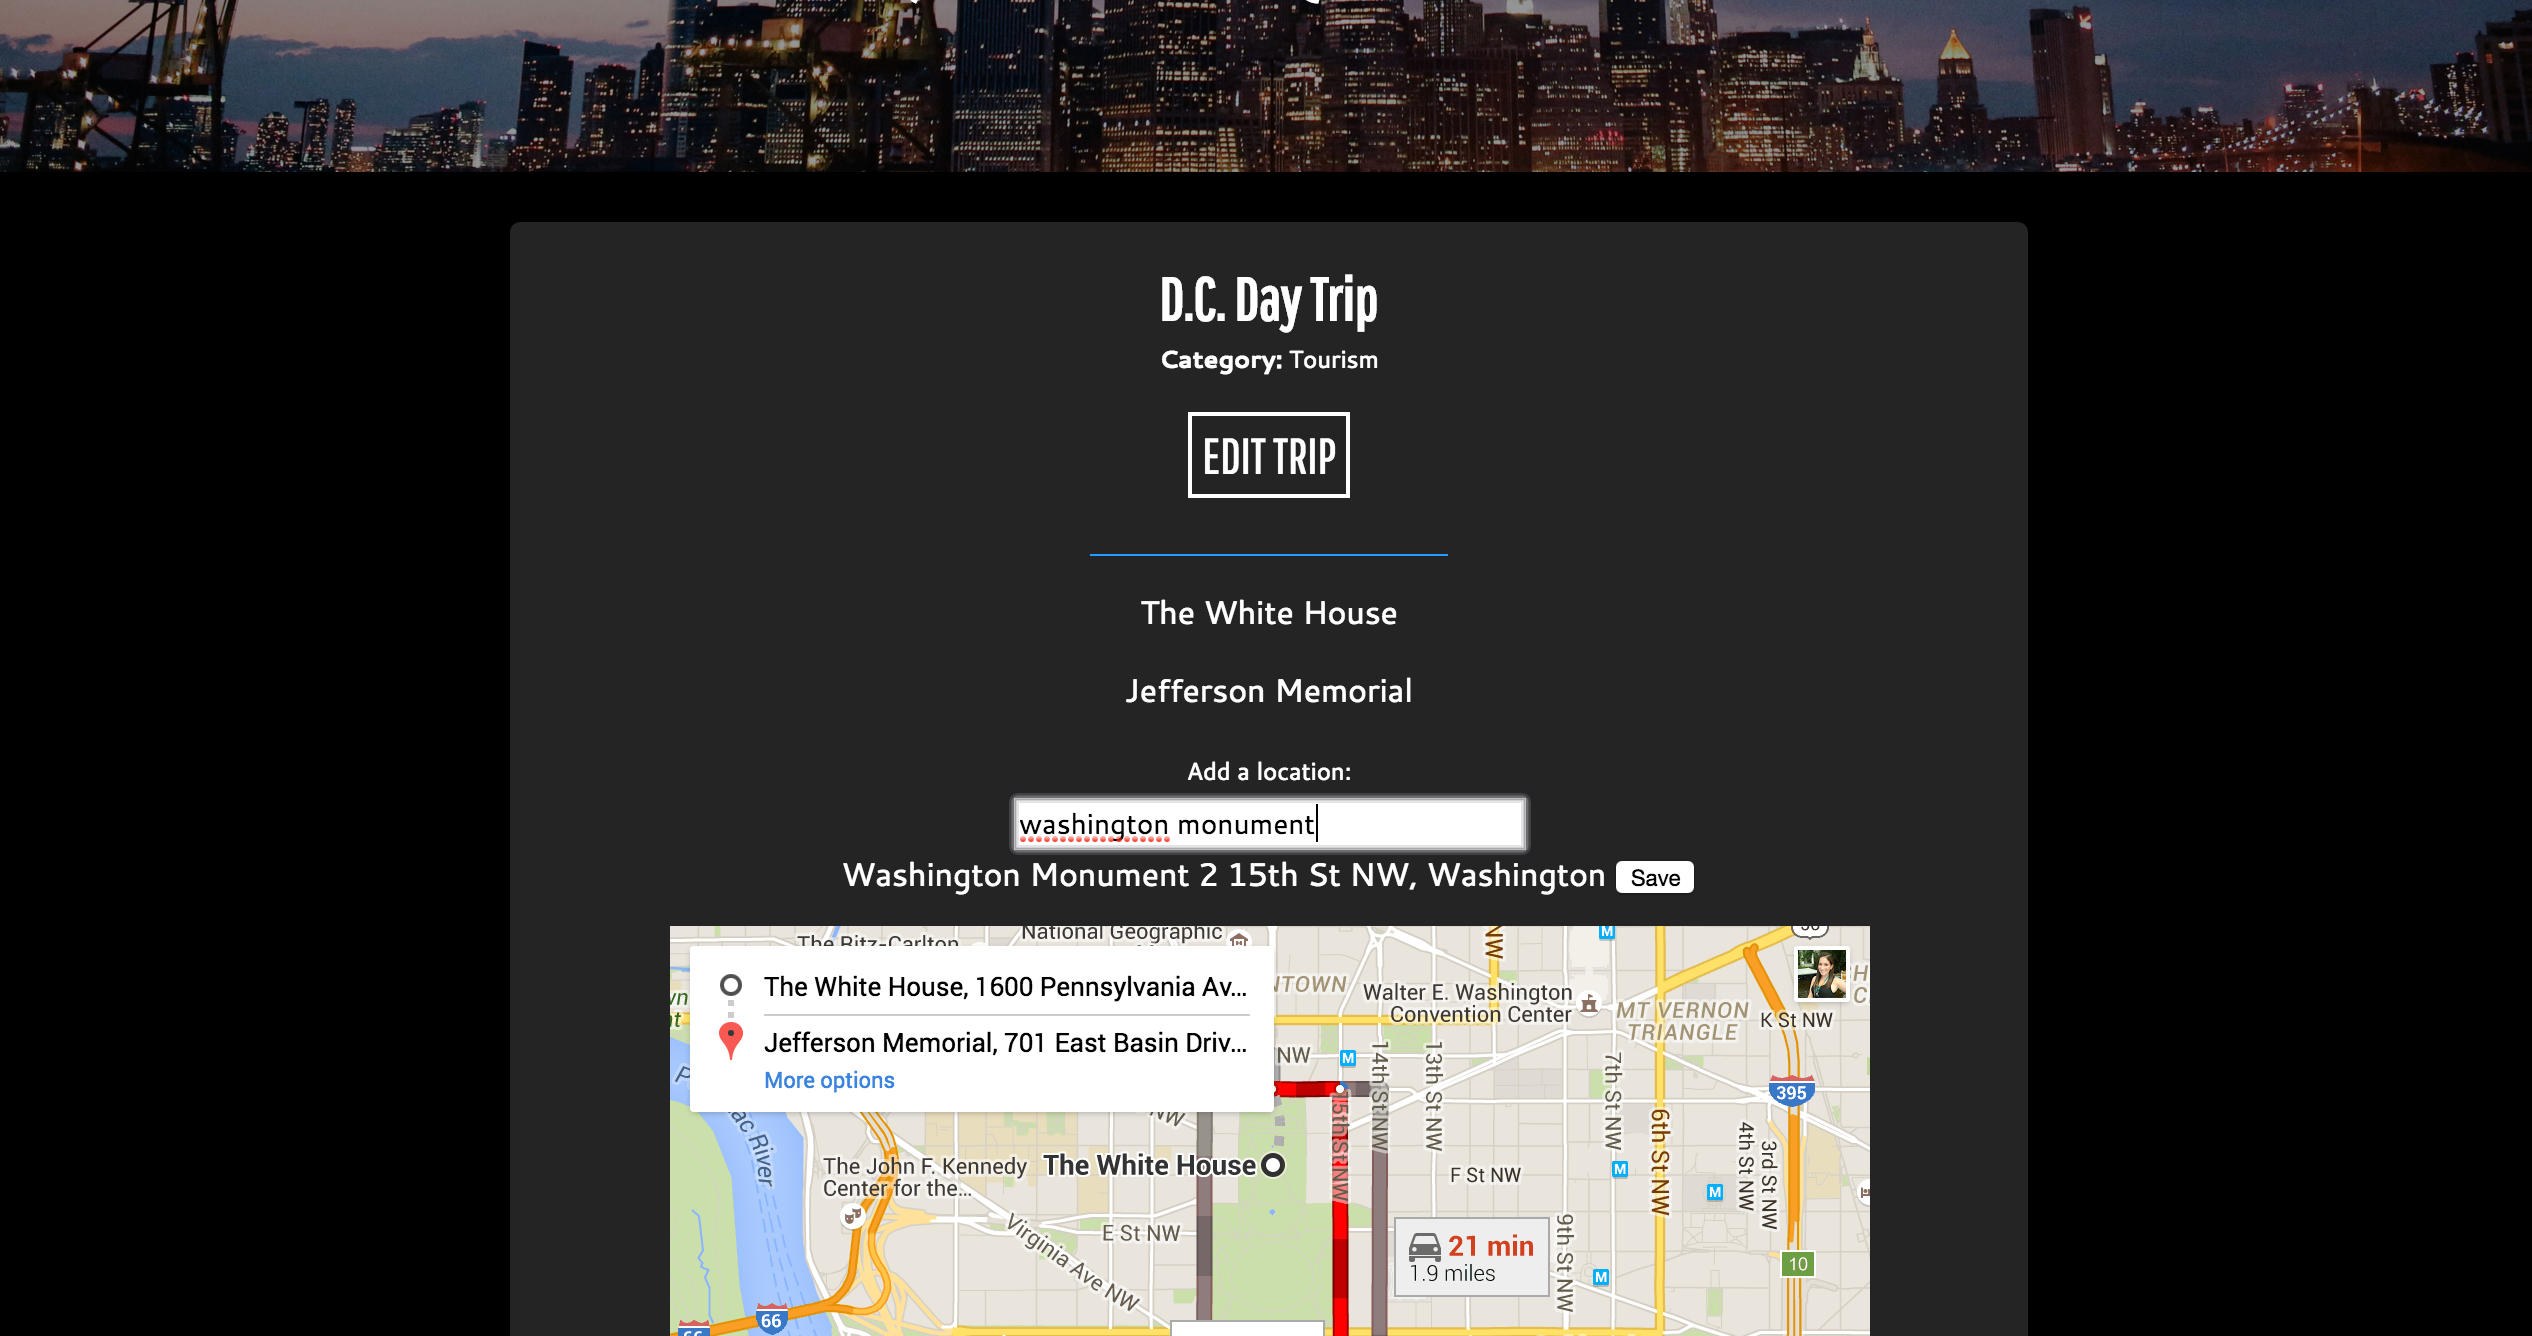 D.C. Day Trip
Category: Tourism
EDIT TRIP
The White House
Jefferson Memorial
Add a location:
washington monument
Washington Monument 2 15th St NW, Washington Save
The Ritz-Carlton
National Geographic
The White House, 1600 Pennsylvania Av...
Jefferson Memorial, 701 East Basin Driv...
More options
NTOWN
Walter E. Washington
Convention Center
MT VERNON
TRIANGLE
K St NW
NW
M
NW
M
14th St NW
13th St NW
7th St NW
395
NW
ac River
15th St NW
6th St NW
4th St NW
3rd St NW
The John F. Kennedy
Center for the...
The White House
F St NW
M
M
Virginia Ave NW
E St NW
9th St NW
21 min
1.9 miles
10
M
66
66